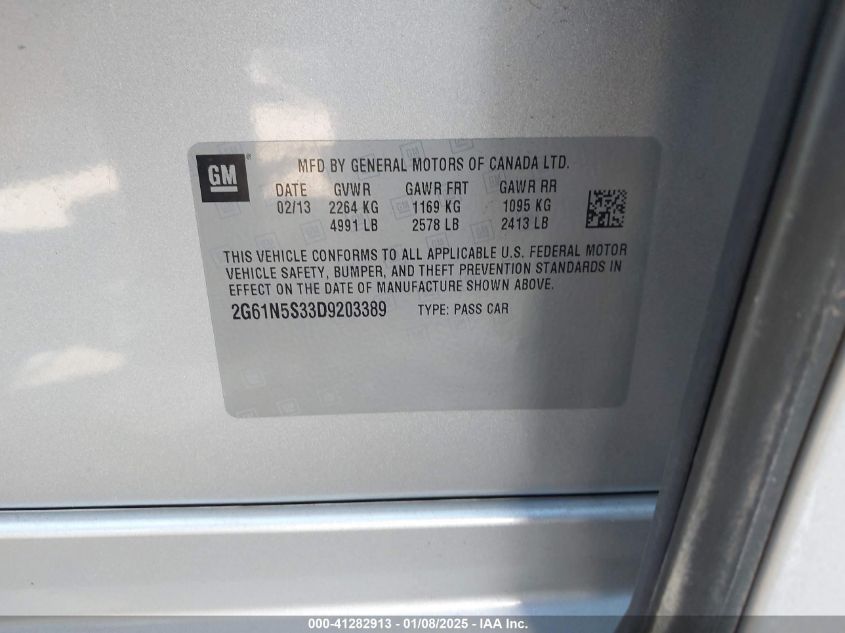 GM
MFD BY GENERAL MOTORS OF CANADA LTD.
DATE GVWR GAWR FRT GAWR RR
02/13 2264 KG 1169 KG 1095 KG
4991 LB 2578 LB 2413 LB
THIS VEHICLE CONFORMS TO ALL APPLICABLE U.S. FEDERAL MOTOR
VEHICLE SAFETY, BUMPER, AND THEFT PREVENTION STANDARDS IN
EFFECT ON THE DATE OF MANUFACTURE SHOWN ABOVE.
2G61N5S33D9203389 TYPE: PASS CAR
000-41282913 - 01/08/2025 - IAA Inc.